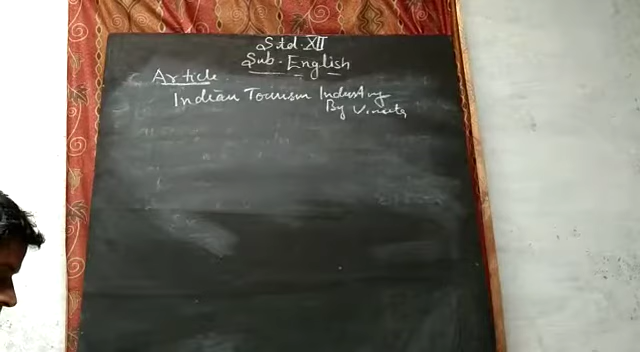 Std. XII
Sub. English
Article
Indian Tourism Industry
By Vineeta